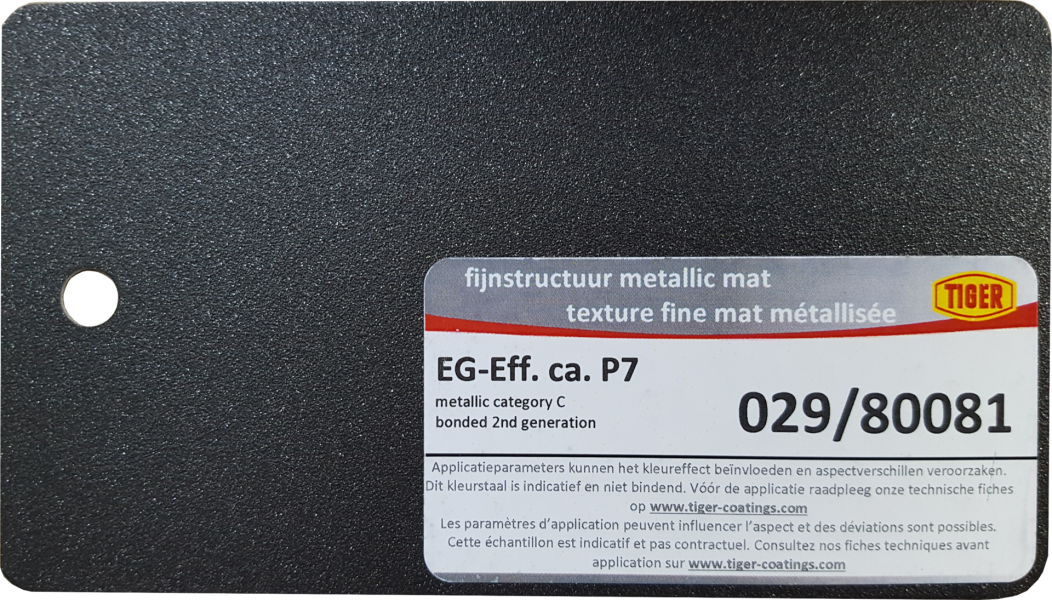 fijnstructuur metallic mat
texture fine mat métallisée
TIGER
EG-Eff. ca. P7
metallic category C
bonded 2nd generation
029/80081
Applicatieparameters kunnen het kleureffect beïnvloeden en aspectverschillen veroorzaken.
Dit kleurstaal is indicatief en niet bindend. Vóór de applicatie raadpleeg onze technische fiches
op www.tiger-coatings.com
Les paramètres d'application peuvent influencer l'aspect et des déviations sont possibles.
Cette échantillon est indicatif et pas contractuel. Consultez nos fiches techniques avant
application sur www.tiger-coatings.com